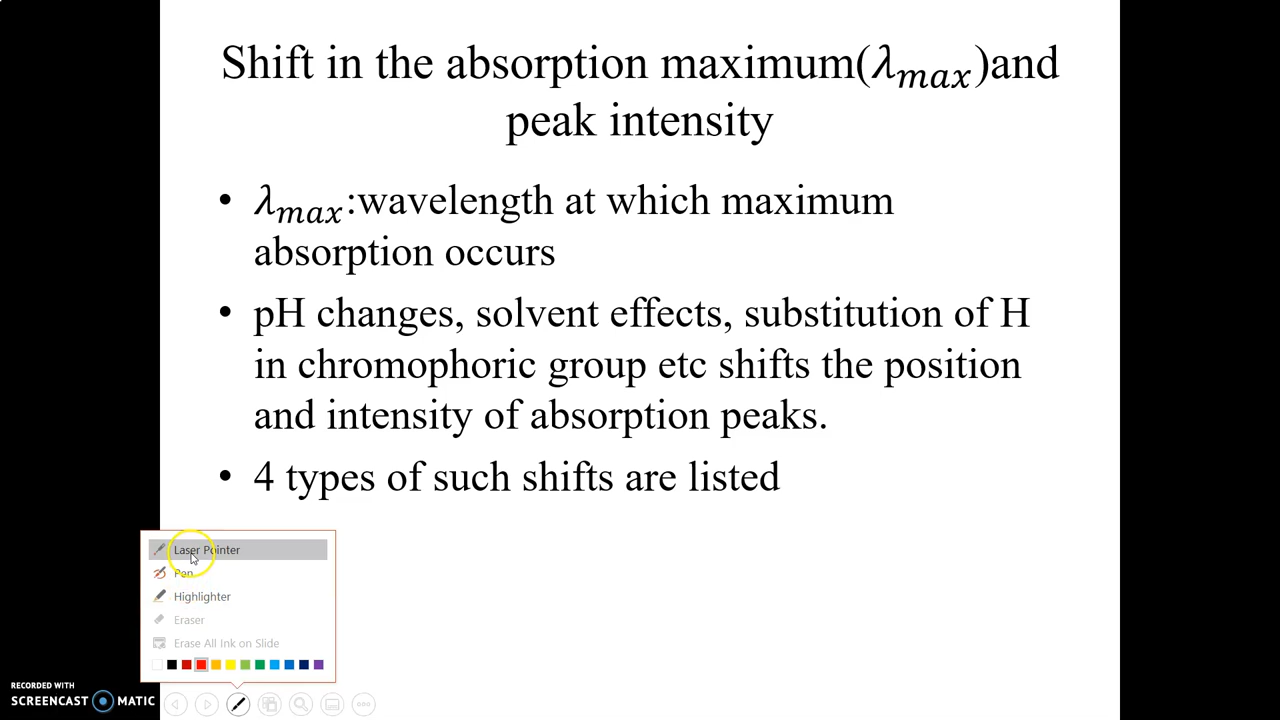 Shift in the absorption maximum(λmax)and
peak intensity
• λmax:wavelength at which maximum
absorption occurs
• pH changes, solvent effects, substitution of H
in chromophoric group etc shifts the position
and intensity of absorption peaks.
• 4 types of such shifts are listed
Laser Pointer
Pen
Highlighter
Eraser
Erase All Ink on Slide
RECORDED WITH
SCREENCAST MATIC